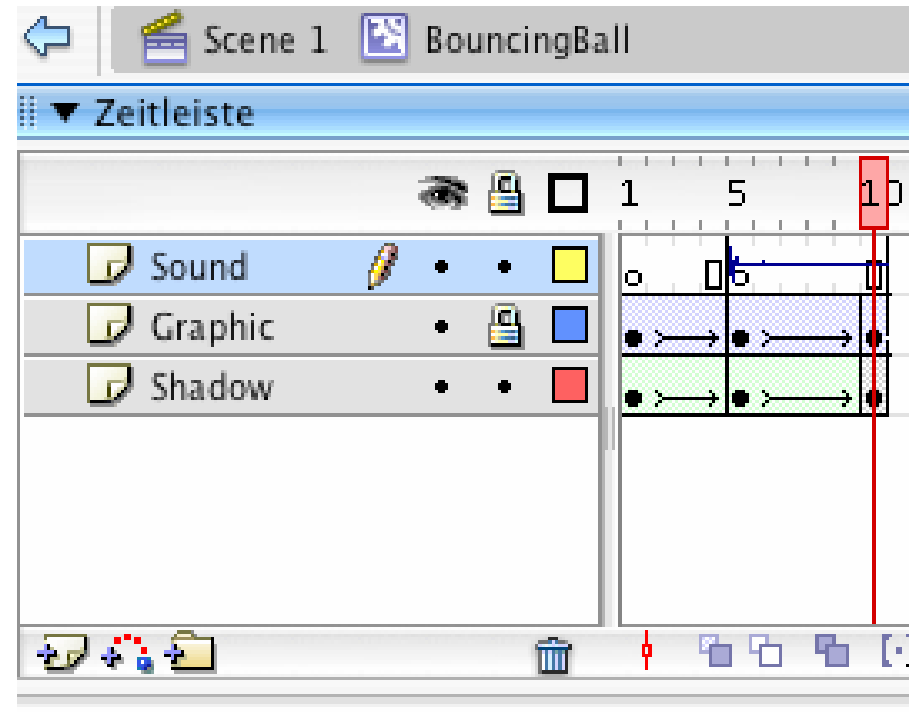 Scene 1 BouncingBall
Zeitleiste
1 5 10
Sound
Graphic
Shadow